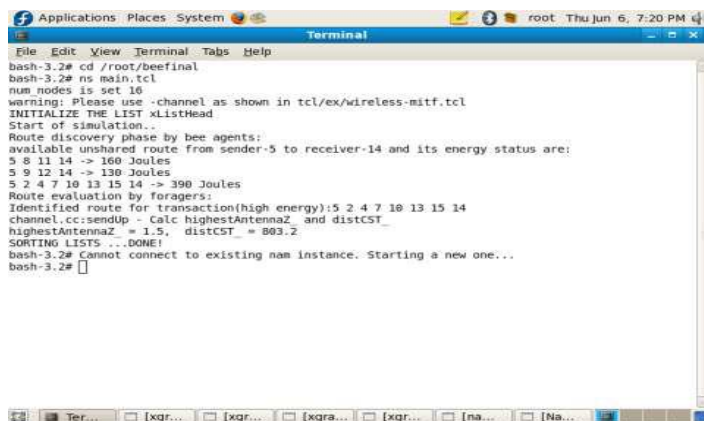 Applications Places System root Thu Jun 6, 7:20 PM
Terminal
File Edit View Terminal Tabs Help
bash-3.2# cd /root/beefinal
bash-3.2# ns main.tcl
num_nodes is set 16
warning: Please use -channel as shown in tcl/ex/wireless-mitf.tcl
INITIALIZE THE LIST xListHead
Start of simulation..
Route discovery phase by bee agents:
available unshared route from sender-5 to receiver-14 and its energy status are:
5 8 11 14 -> 160 Joules
5 9 12 14 -> 130 Joules
5 2 4 7 10 13 15 14 -> 390 Joules
Route evaluation by foragers:
Identified route for transaction(high energy):5 2 4 7 10 13 15 14
channel.cc:sendUp - Calc highestAntennaZ_ and distCST_
highestAntennaZ_ = 1.5, distCST_ = 803.2
SORTING LISTS ...DONE!
bash-3.2# Cannot connect to existing nam instance. Starting a new one...
bash-3.2#
Ter... [xgr... [xgr... [xgra... [xgr... [na... [Na...